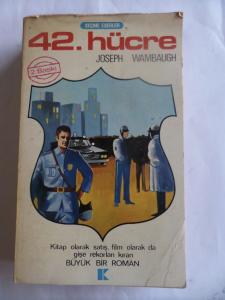 SEÇME ESERLER
42. hücre
JOSEPH WAMBAUGH
2. Baskı
Kitap olarak satış, film olarak da
gişe rekorları kıran
BÜYÜK BİR ROMAN
K